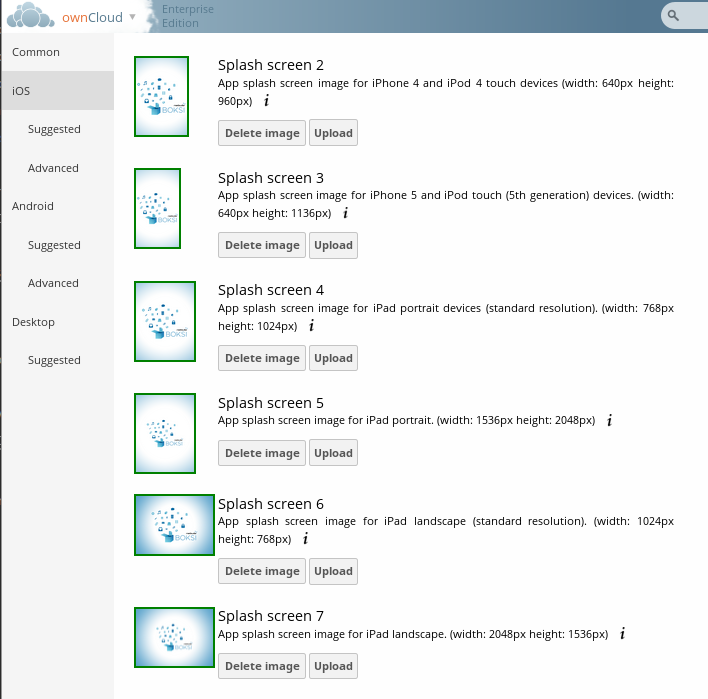 ownCloud
Enterprise
Edition
Common
iOS
Suggested
Advanced
Android
Suggested
Advanced
Desktop
Suggested
Splash screen 2
App splash screen image for iPhone 4 and iPod 4 touch devices (width: 640px height:
960px) i
Delete image Upload
BOKSI
Splash screen 3
App splash screen image for iPhone 5 and iPod touch (5th generation) devices. (width:
640px height: 1136px) i
Delete image Upload
BOKSI
Splash screen 4
App splash screen image for iPad portrait devices (standard resolution). (width: 768px
height: 1024px) i
Delete image Upload
BOKSI
Splash screen 5
App splash screen image for iPad portrait. (width: 1536px height: 2048px) i
Delete image Upload
BOKSI
Splash screen 6
App splash screen image for iPad landscape (standard resolution). (width: 1024px
height: 768px) i
Delete image Upload
BOKSI
Splash screen 7
App splash screen image for iPad landscape. (width: 2048px height: 1536px) i
Delete image Upload
BOKSI